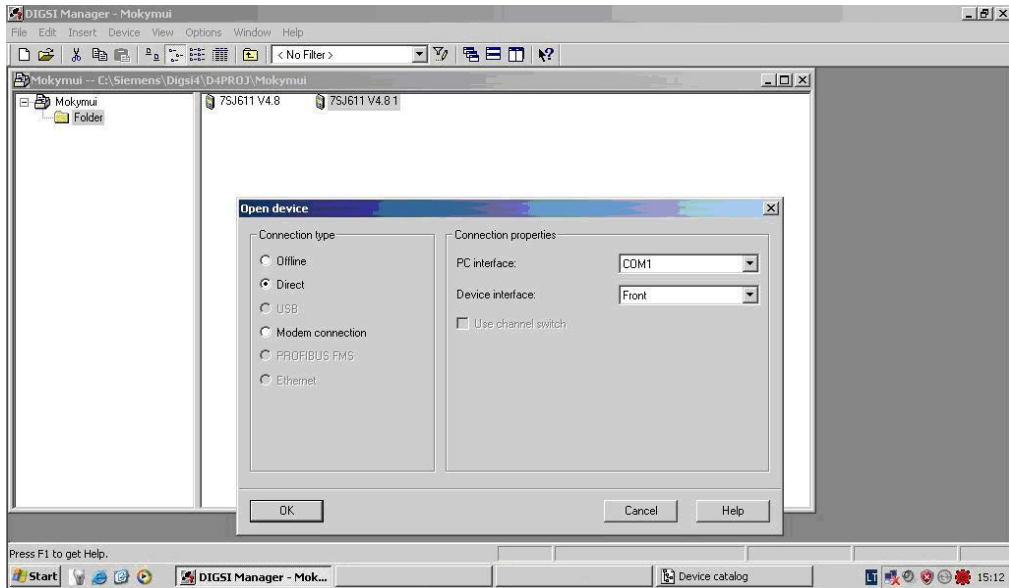 DIGSI Manager - Mokymui
File Edit Insert Device View Options Window Help
< No Filter >
Mokymui -- C:\Siemens\Digsi4\D4PROJ\Mokymui
Mokymui
Folder
7SJ611 V4.8
7SJ611 V4.8 1
Open device
Connection type
Offline
Direct
USB
Modem connection
PROFIBUS FMS
Ethernet
Connection properties
PC interface:
COM1
Device interface:
Front
Use channel switch
OK
Cancel
Help
Press F1 to get Help.
Start
DIGSI Manager - Mok...
Device catalog
LT
15:12